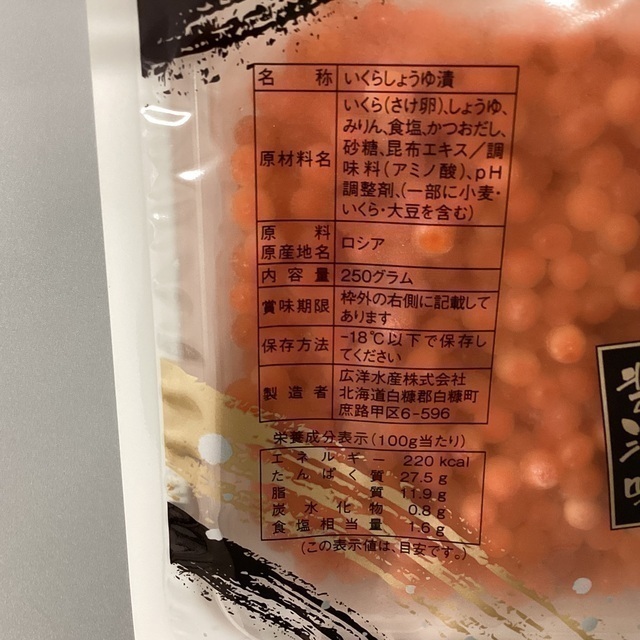 名称 いくらしょうゆ漬
原材料名 いくら(さけ卵)、しょうゆ、
みりん、食塩、かつおだし、
砂糖、昆布エキス／調
味料(アミノ酸)、pH
調整剤、(一部に小麦・
いくら・大豆を含む)
原料
原産地名 ロシア
内容量 250グラム
賞味期限 枠外の右側に記載して
あります
保存方法 -18℃以下で保存し
てください
製造者 広洋水産株式会社
北海道白糠郡白糠町
庶路甲区6-596
栄養成分表示(100g当たり)
エネルギー 220kcal
たんぱく質 27.5g
脂質 11.9g
炭水化物 0.8g
食塩相当量 1.6g
(この表示値は、目安です。)